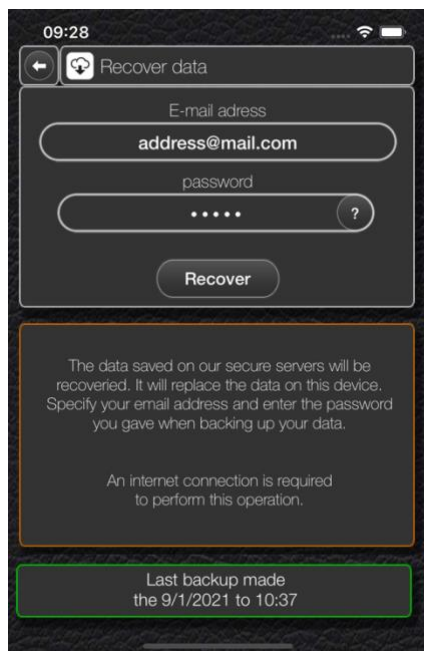 09:28
Recover data
E-mail adress
address@mail.com
password
•••••
?
Recover
The data saved on our secure servers will be
recoveried. It will replace the data on this device.
Specify your email address and enter the password
you gave when backing up your data.
An internet connection is required
to perform this operation.
Last backup made
the 9/1/2021 to 10:37